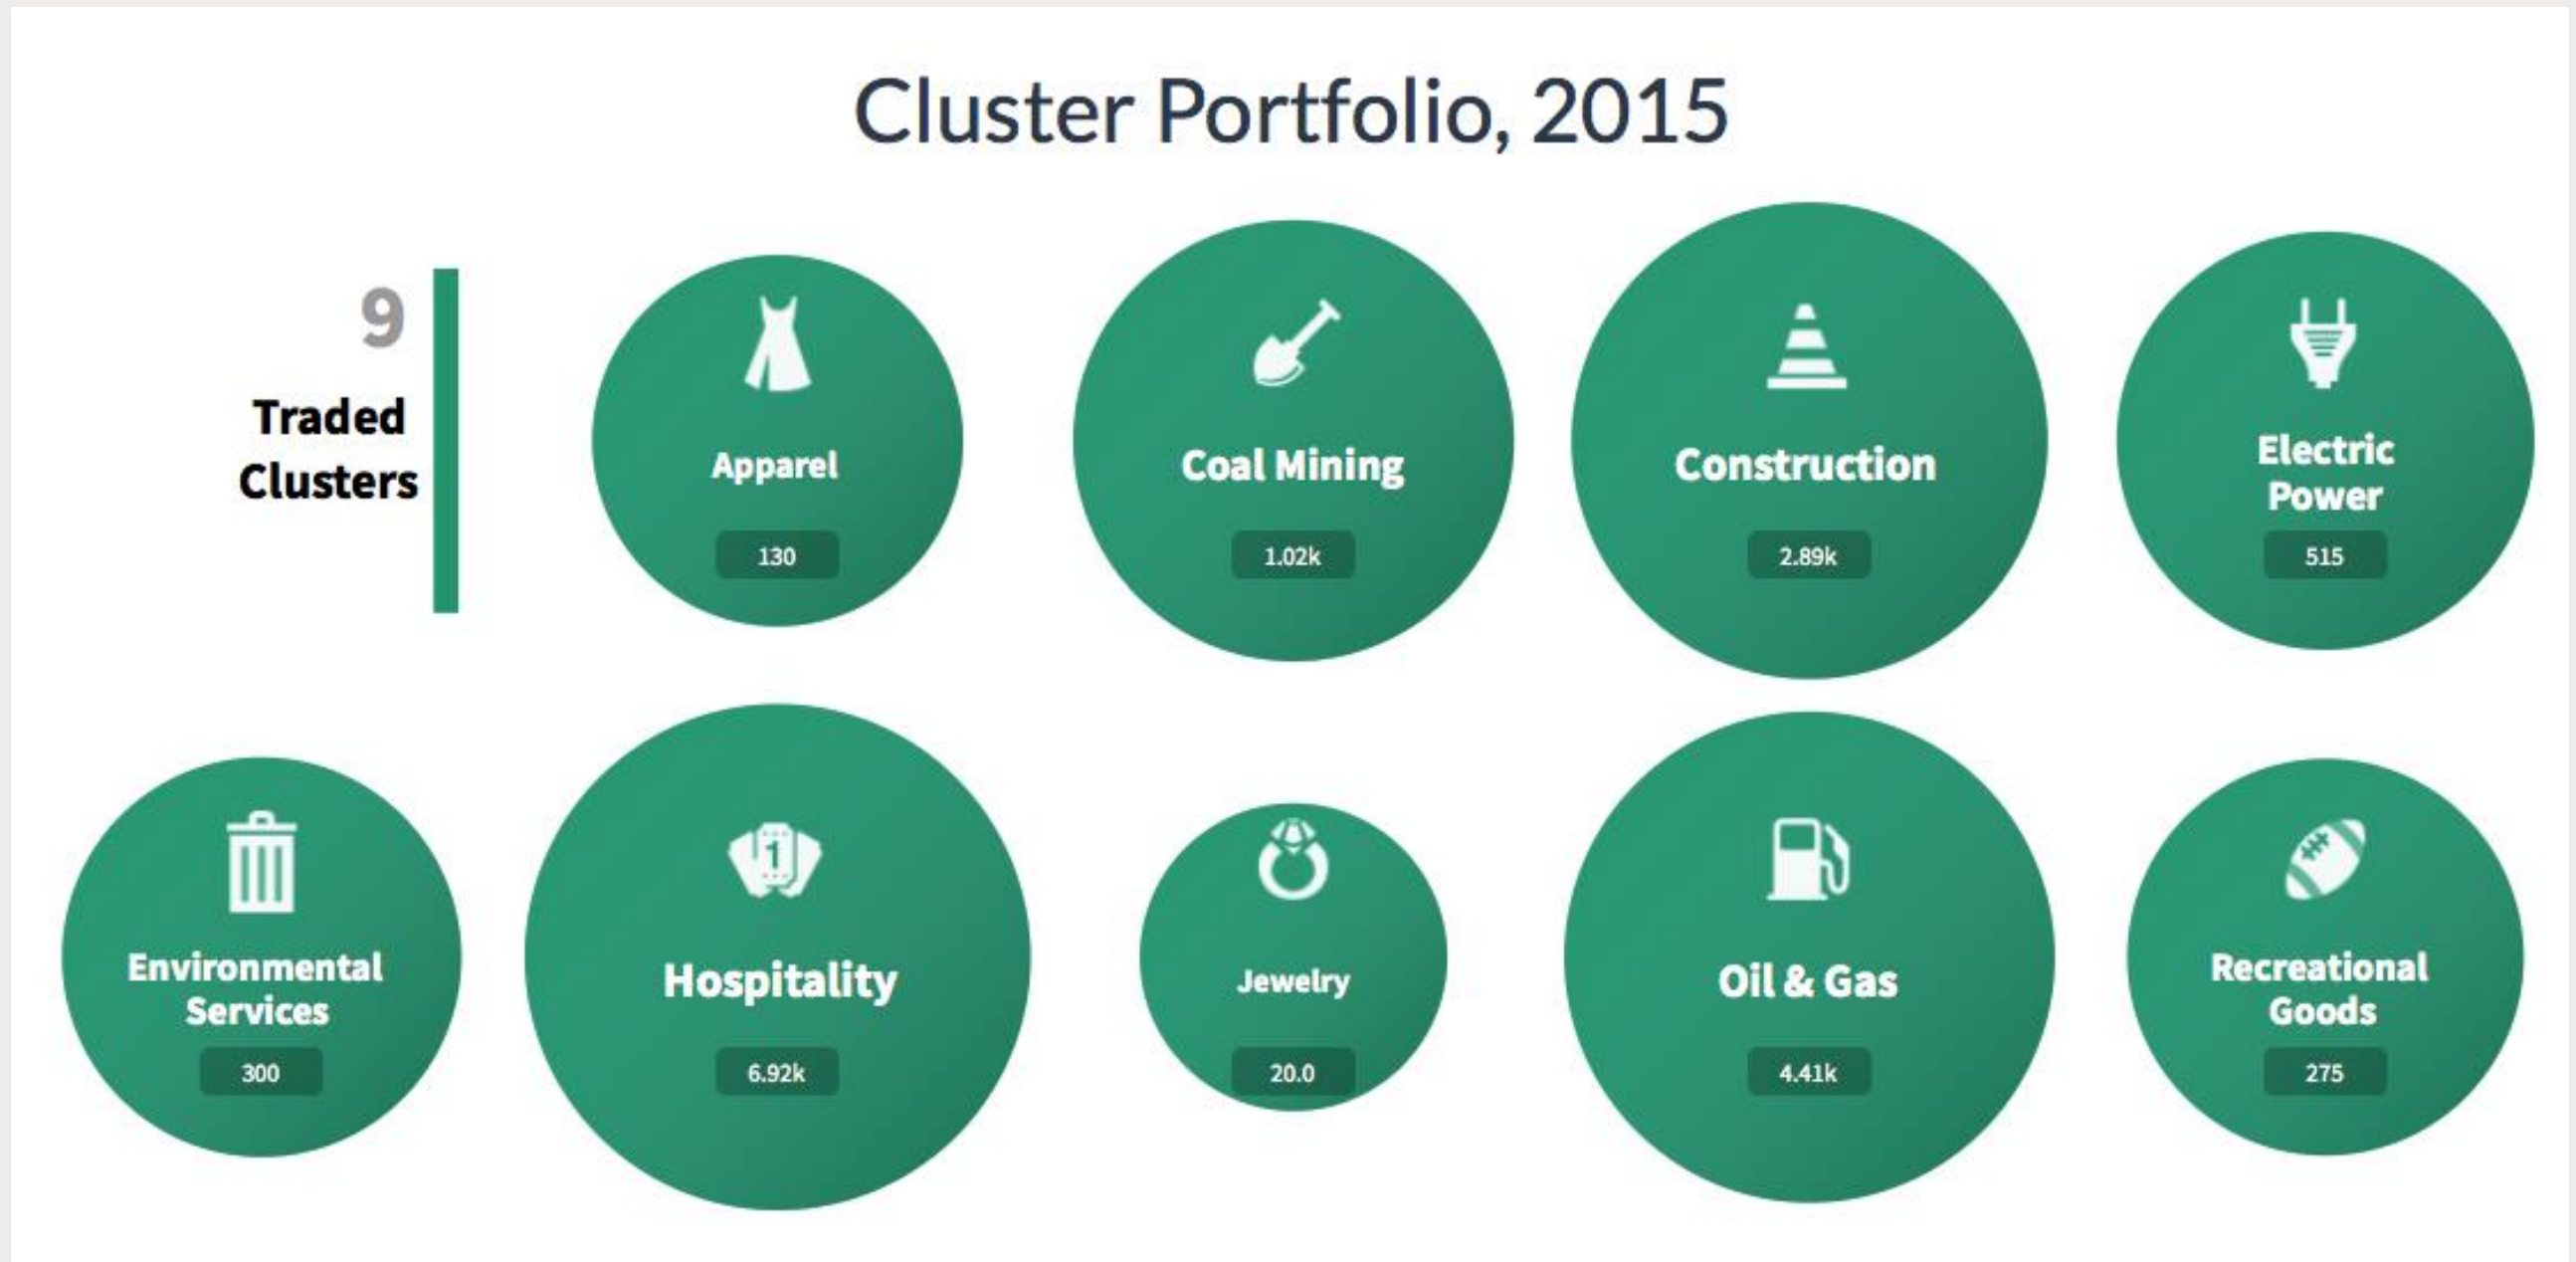 Cluster Portfolio, 2015
9
Traded
Clusters
Apparel
130
Coal Mining
1.02k
Construction
2.89k
Electric
Power
515
Environmental
Services
300
1
Hospitality
6.92k
Jewelry
20.0
Oil & Gas
4.41k
Recreational
Goods
275